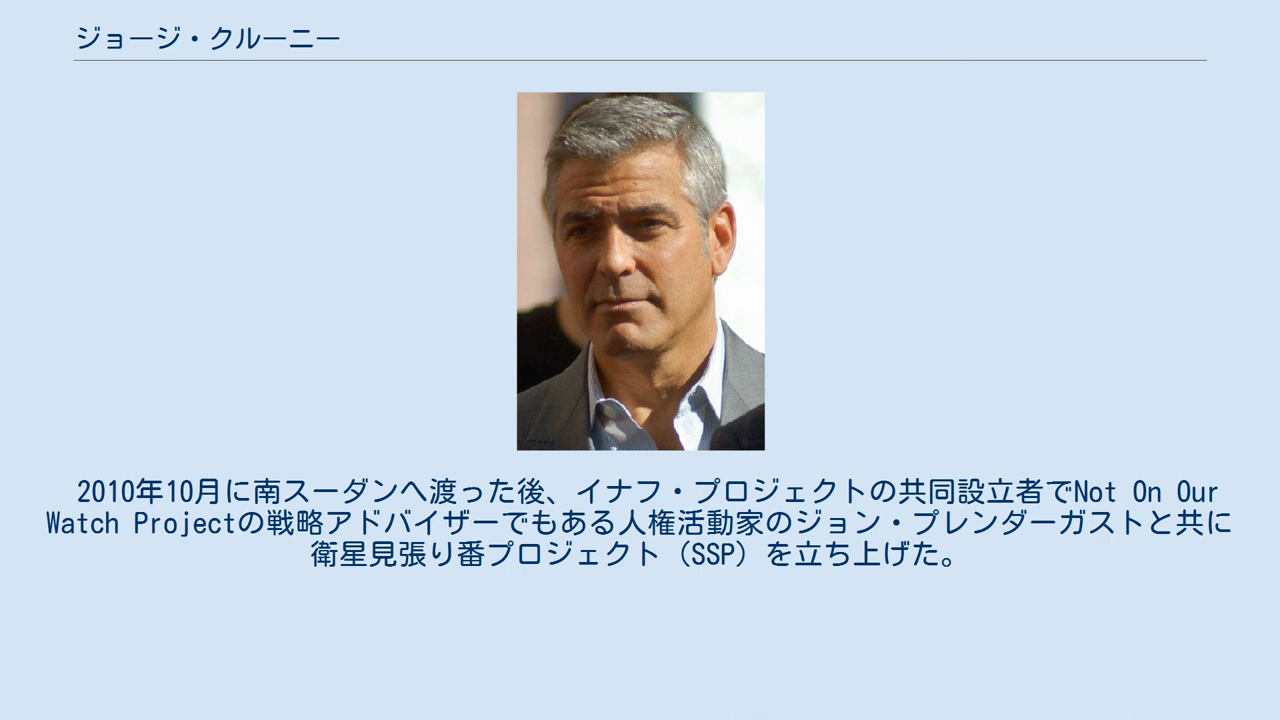 ジョージ・クルーニー
2010年10月に南スーダンへ渡った後、イナフ・プロジェクトの共同設立者でNot On Our
Watch Projectの戦略アドバイザーでもある人権活動家のジョン・プレンダーガストと共に
衛星見張り番プロジェクト（SSP）を立ち上げた。